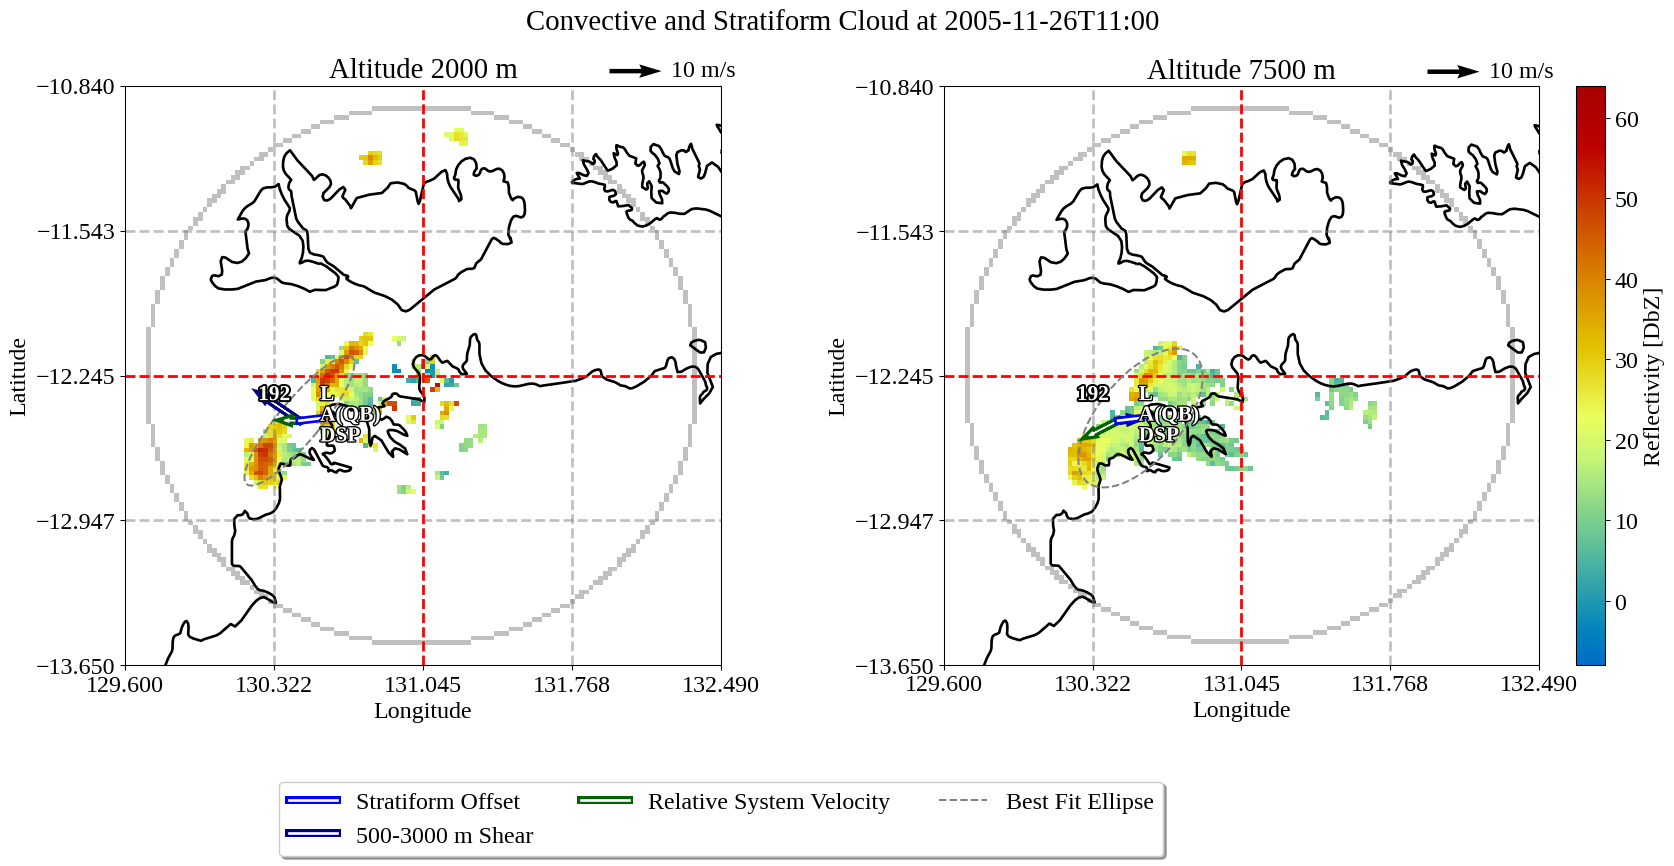 Convective and Stratiform Cloud at 2005-11-26T11:00
Altitude 2000 m
10 m/s
Altitude 7500 m
10 m/s
−10.840
−11.543
−12.245
−12.947
−13.650
Latitude
129.600
130.322
131.045
131.768
132.490
Longitude
192
L
A(QB)
DSP
−10.840
−11.543
−12.245
−12.947
−13.650
Latitude
129.600
130.322
131.045
131.768
132.490
Longitude
192
L
A(QB)
DSP
60
50
40
30
20
10
0
Reflectivity [DbZ]
Stratiform Offset
500-3000 m Shear
Relative System Velocity
Best Fit Ellipse